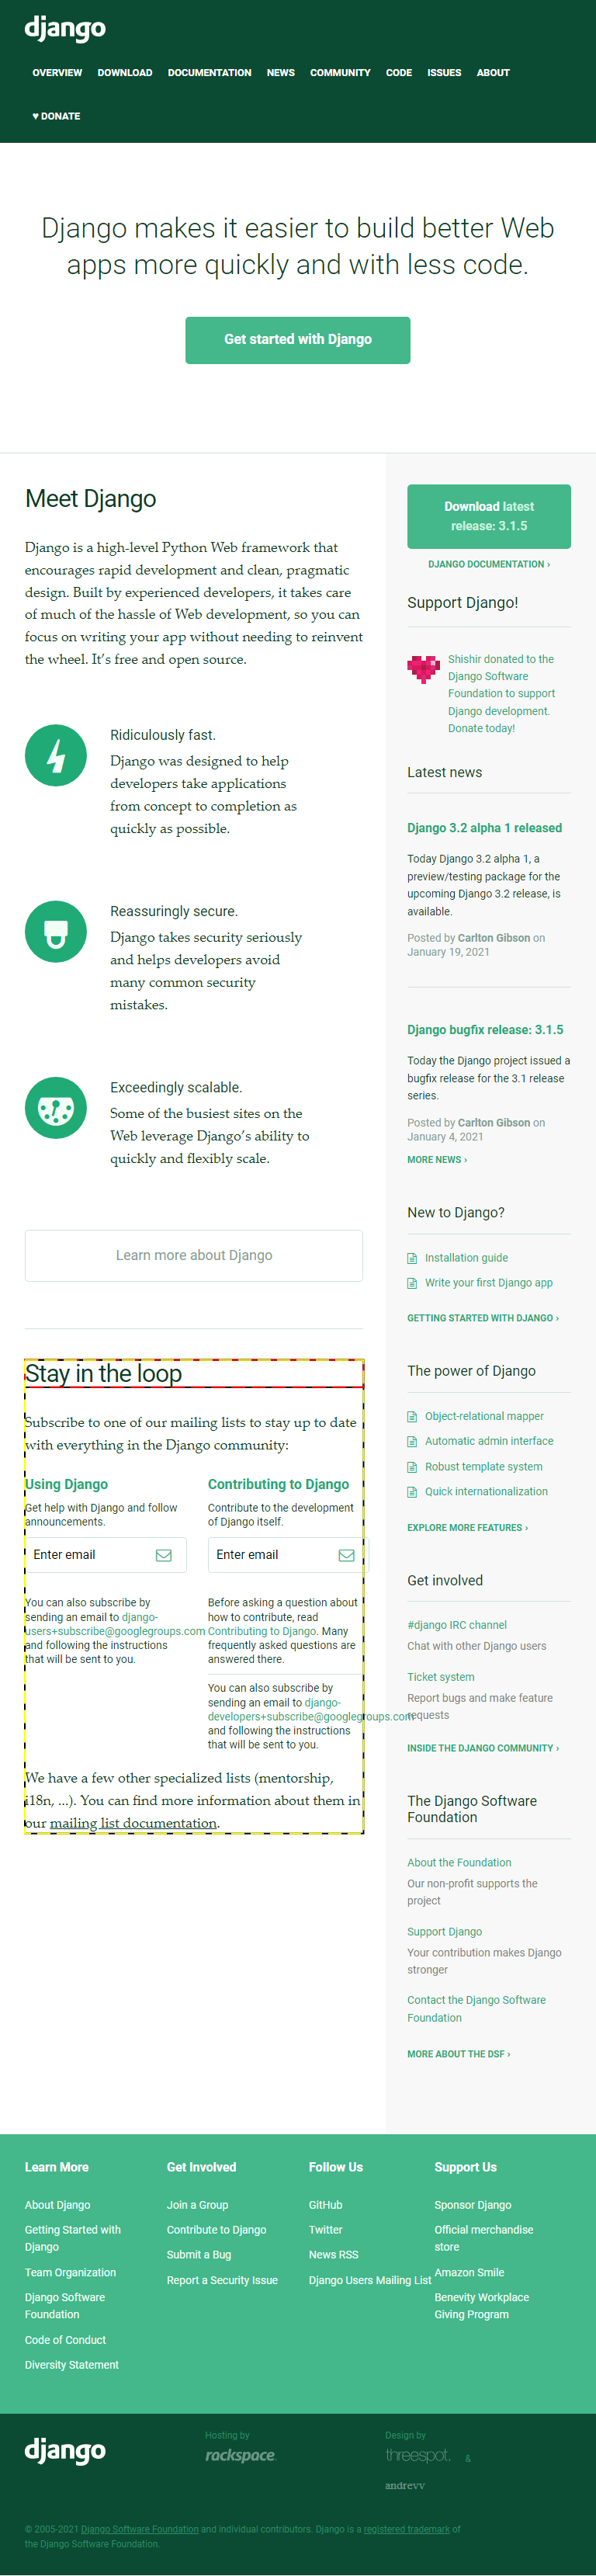 django
OVERVIEW DOWNLOAD DOCUMENTATION NEWS COMMUNITY CODE ISSUES ABOUT
♥ DONATE
Django makes it easier to build better Web
apps more quickly and with less code.
Get started with Django
Meet Django
Django is a high-level Python Web framework that
encourages rapid development and clean, pragmatic
design. Built by experienced developers, it takes care
of much of the hassle of Web development, so you can
focus on writing your app without needing to reinvent
the wheel. It’s free and open source.
Ridiculously fast.
Django was designed to help
developers take applications
from concept to completion as
quickly as possible.
Reassuringly secure.
Django takes security seriously
and helps developers avoid
many common security
mistakes.
Exceedingly scalable.
Some of the busiest sites on the
Web leverage Django’s ability to
quickly and flexibly scale.
Learn more about Django
Stay in the loop
Subscribe to one of our mailing lists to stay up to date
with everything in the Django community:
Using Django
Get help with Django and follow
announcements.
Enter email
You can also subscribe by
sending an email to django-
users+subscribe@googlegroups.com
and following the instructions
that will be sent to you.
Contributing to Django
Contribute to the development
of Django itself.
Enter email
Before asking a question about
how to contribute, read
Contributing to Django. Many
frequently asked questions are
answered there.
You can also subscribe by
sending an email to django-
developers+subscribe@googlegroups.com
and following the instructions
that will be sent to you.
We have a few other specialized lists (mentorship,
i18n, …). You can find more information about them in
our mailing list documentation.
Download latest
release: 3.1.5
DJANGO DOCUMENTATION ›
Support Django!
Shishir donated to the
Django Software
Foundation to support
Django development.
Donate today!
Latest news
Django 3.2 alpha 1 released
Today Django 3.2 alpha 1, a
preview/testing package for the
upcoming Django 3.2 release, is
available.
Posted by Carlton Gibson on
January 19, 2021
Django bugfix release: 3.1.5
Today the Django project issued a
bugfix release for the 3.1 release
series.
Posted by Carlton Gibson on
January 4, 2021
MORE NEWS ›
New to Django?
Installation guide
Write your first Django app
GETTING STARTED WITH DJANGO ›
The power of Django
Object-relational mapper
Automatic admin interface
Robust template system
Quick internationalization
EXPLORE MORE FEATURES ›
Get involved
#django IRC channel
Chat with other Django users
Ticket system
Report bugs and make feature
requests
INSIDE THE DJANGO COMMUNITY ›
The Django Software
Foundation
About the Foundation
Our non-profit supports the
project
Support Django
Your contribution makes Django
stronger
Contact the Django Software
Foundation
MORE ABOUT THE DSF ›
Learn More
About Django
Getting Started with
Django
Team Organization
Django Software
Foundation
Code of Conduct
Diversity Statement
Get Involved
Join a Group
Contribute to Django
Submit a Bug
Report a Security Issue
Follow Us
GitHub
Twitter
News RSS
Django Users Mailing List
Support Us
Sponsor Django
Official merchandise
store
Amazon Smile
Benevity Workplace
Giving Program
django
Hosting by
rackspace.
Design by
threespot. &
andrevv
© 2005-2021 Django Software Foundation and individual contributors. Django is a registered trademark of
the Django Software Foundation.